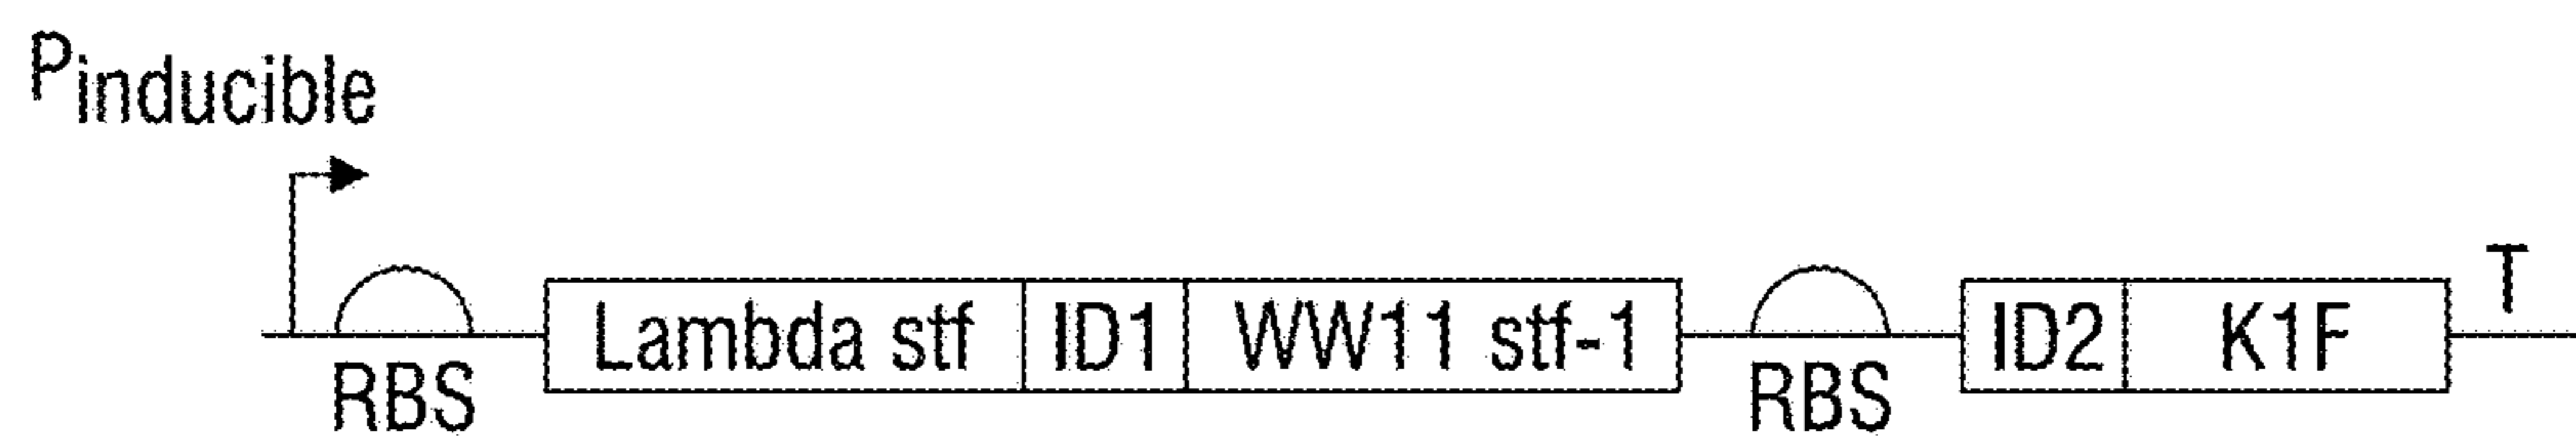 Pinducible
T
Lambda stf ID1 WW11 stf-1 ID2 K1F
RBS RBS